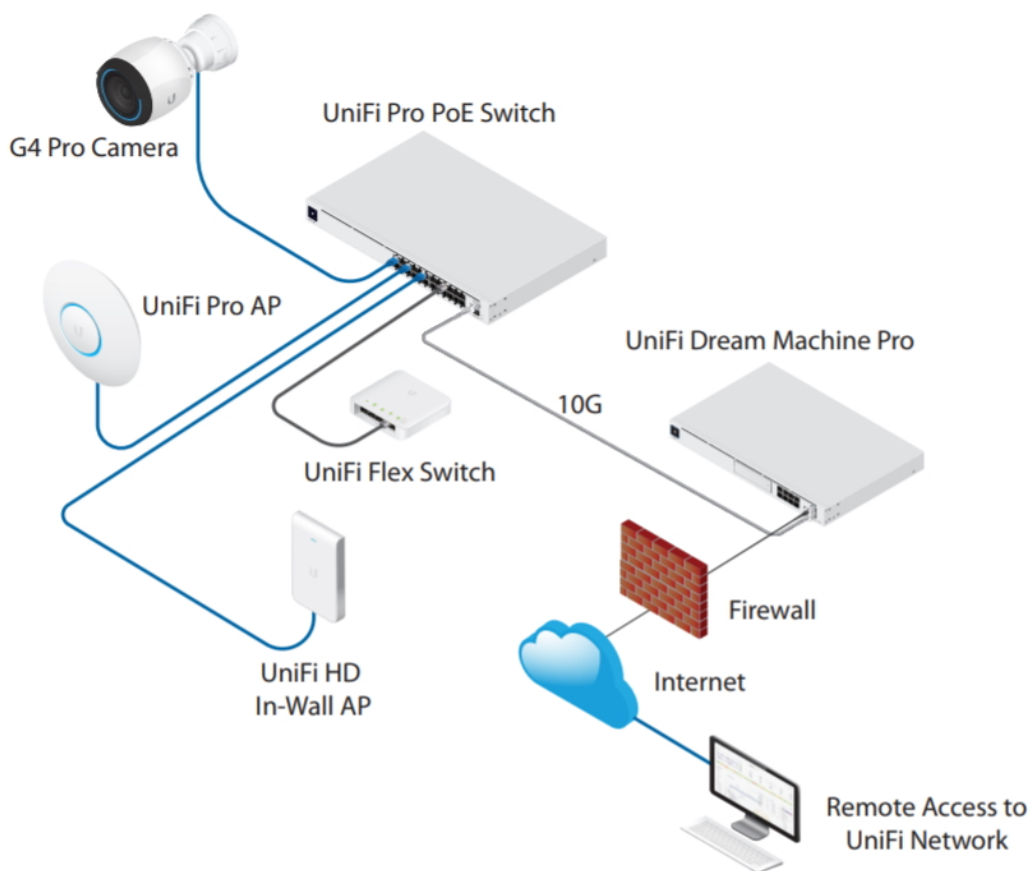 UniFi Pro PoE Switch
G4 Pro Camera
UniFi Pro AP
UniFi Dream Machine Pro
10G
UniFi Flex Switch
Firewall
UniFi HD
In-Wall AP
Internet
Remote Access to
UniFi Network